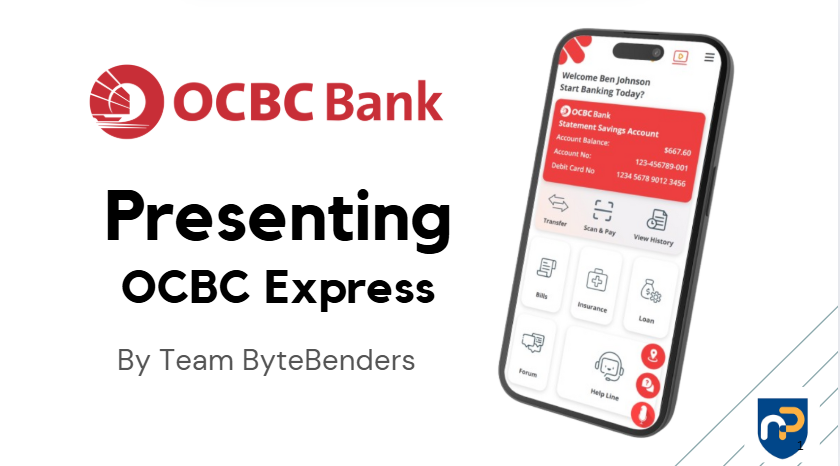 OCBC Bank
Presenting
OCBC Express
By Team ByteBenders
Welcome Ben Johnson
Start Banking Today?
OCBC Bank
Statement Savings Account
Account Balance: $667.60
Account No: 123-456789-001
Debit Card No 1234 5678 9012 3456
Transfer
Scan & Pay
View History
Bills
Insurance
Loan
Forum
Help Line
1